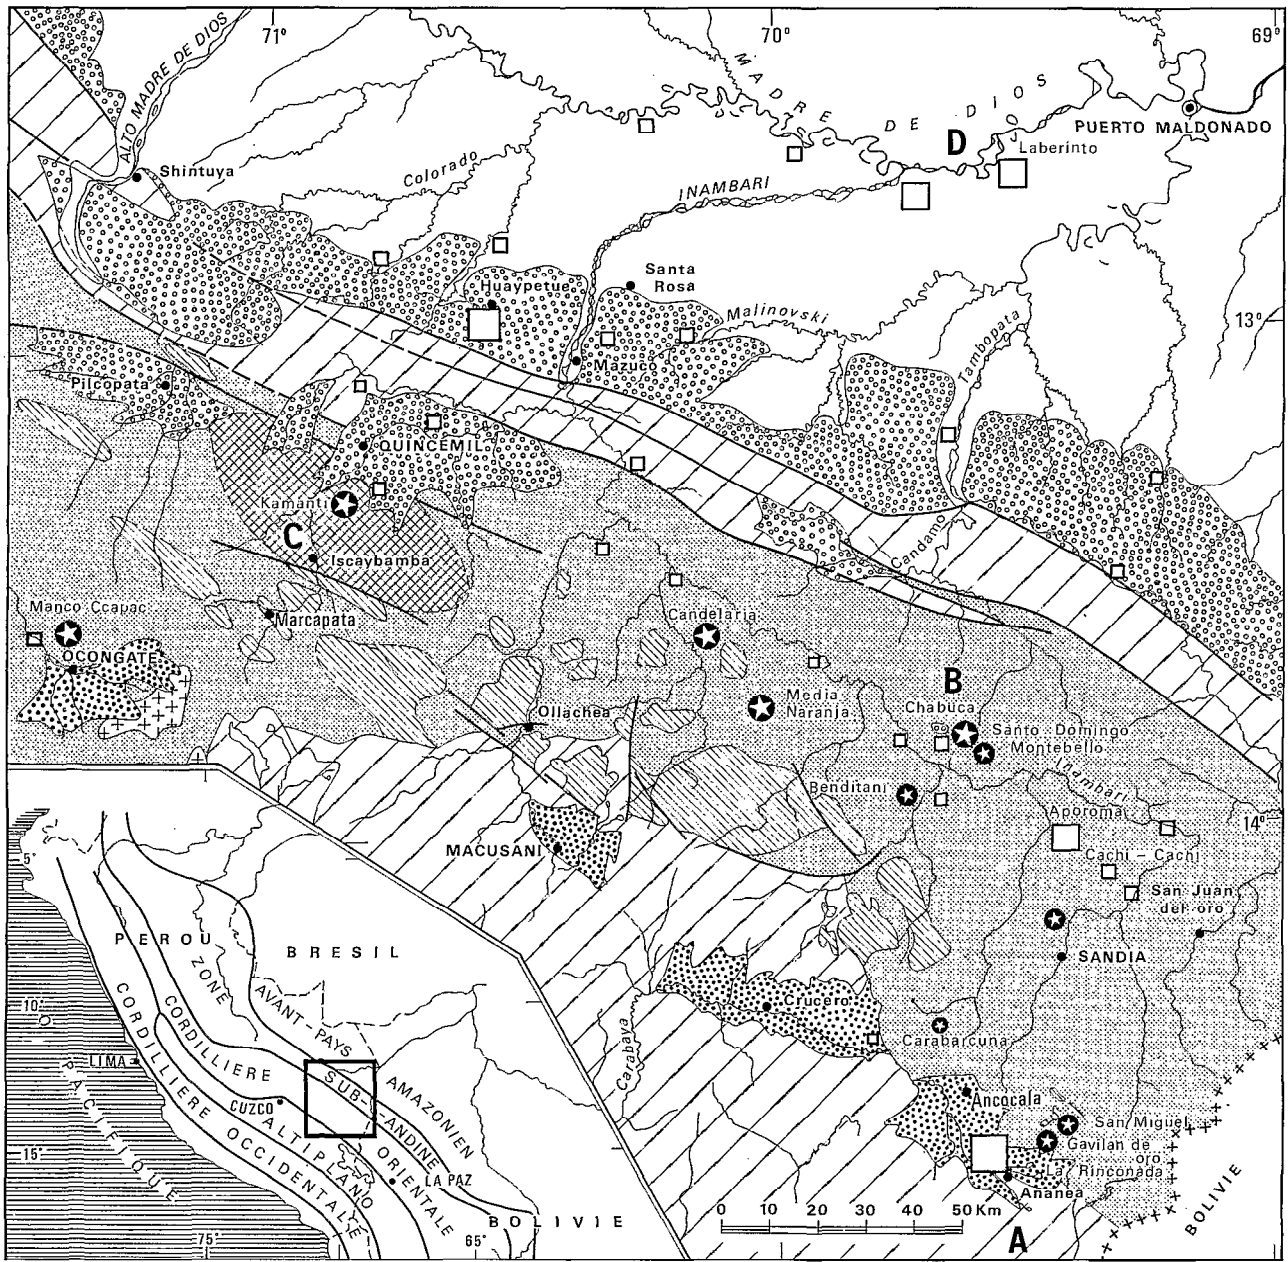 71°
70°
69°
ALTO MADRE DE DIOS
MADRE DE DIOS
PUERTO MALDONADO
D
Laberinto
Shintuya
Colorado
INAMBARI
Santa
Rosa
Huaypetue
Malinovski
13°
Mazuco
Tambopata
Pilcopata
QUINCEMIL
Kamanti
C
Iscaybamba
Candamo
Manco Ccapac
Marcapata
Candelaria
OCONGATE
B
Chabuca
Media
Naranja
Ollachea
Santo Domingo
Montebello
Inambari
Benditani
Aporoma
14°
MACUSANI
Cachi - Cachi
San Juan
del oro
SANDIA
Crucero
Carabaya
Carabarcuna
Ancocala
San Miguel
Gavilan de
oro
La Rinconada
Ananea
0 10 20 30 40 50 Km
A
BOLIVIE
5°
PEROU
BRESIL
ZONE
AVANT-PAYS
10°
CORDILLIERE
CORDILLIERE OCCIDENTALE
LIMA
SUB-ANDINE
AMAZONIEN
CUZCO
ALTIPLANO
ORIENTALE
PACIFIQUE
15°
LA PAZ
BOLIVIE
75°
65°